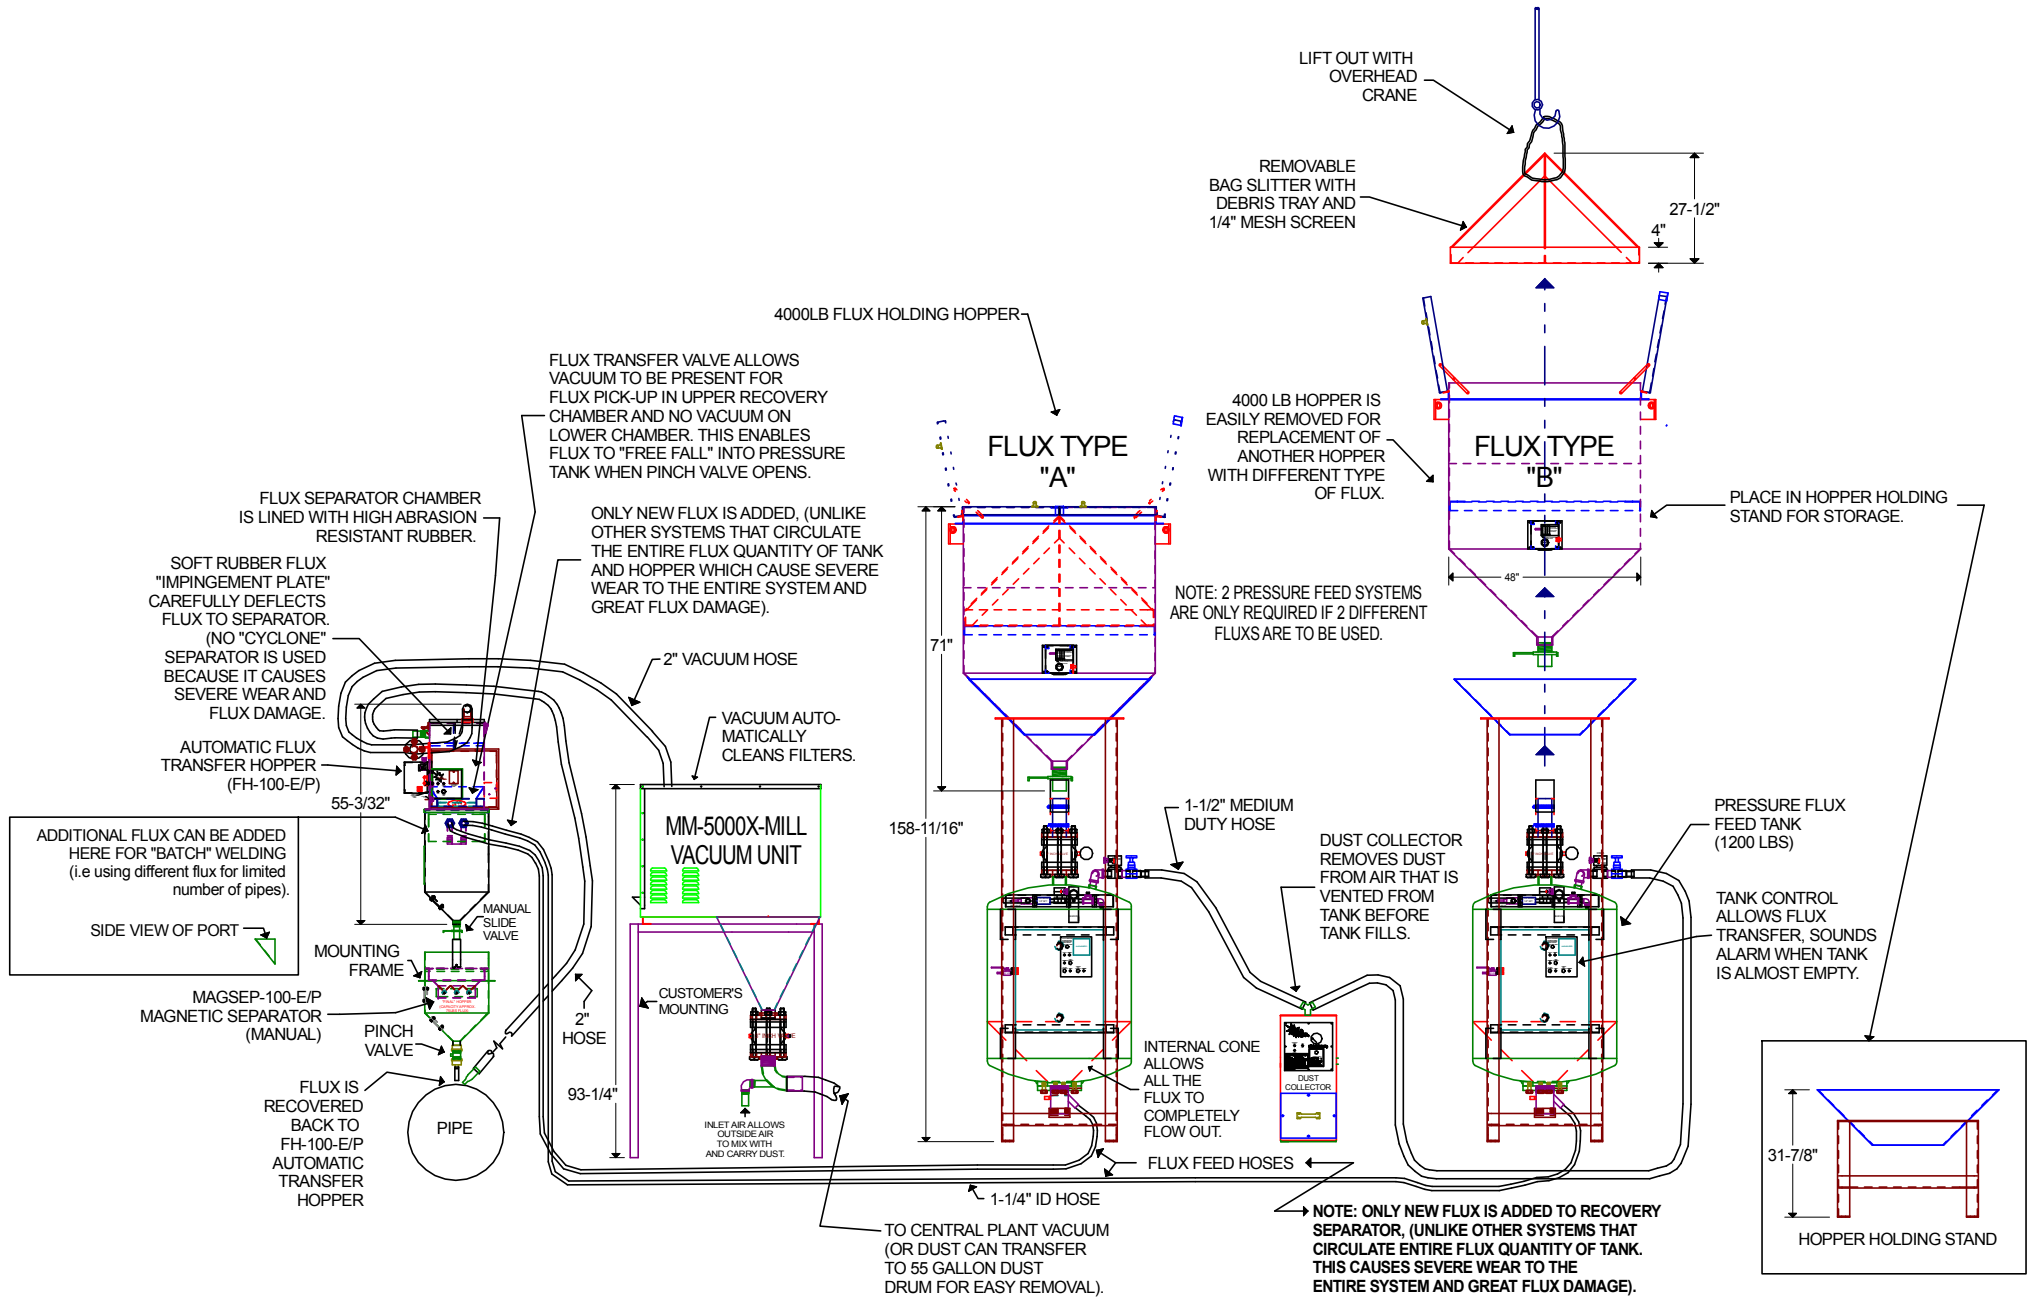 LIFT OUT WITH
OVERHEAD
CRANE
REMOVABLE
BAG SLITTER WITH
DEBRIS TRAY AND
1/4" MESH SCREEN
27-1/2"
4"
4000LB FLUX HOLDING HOPPER
FLUX TRANSFER VALVE ALLOWS
VACUUM TO BE PRESENT FOR
FLUX PICK-UP IN UPPER RECOVERY
CHAMBER AND NO VACUUM ON
LOWER CHAMBER. THIS ENABLES
FLUX TO "FREE FALL" INTO PRESSURE
TANK WHEN PINCH VALVE OPENS.
4000 LB HOPPER IS
EASILY REMOVED FOR
REPLACEMENT OF
ANOTHER HOPPER
WITH DIFFERENT TYPE
OF FLUX.
FLUX TYPE
"A"
FLUX TYPE
"B"
FLUX SEPARATOR CHAMBER
IS LINED WITH HIGH ABRASION
RESISTANT RUBBER.
ONLY NEW FLUX IS ADDED, (UNLIKE
OTHER SYSTEMS THAT CIRCULATE
THE ENTIRE FLUX QUANTITY OF TANK
AND HOPPER WHICH CAUSE SEVERE
WEAR TO THE ENTIRE SYSTEM AND
GREAT FLUX DAMAGE).
PLACE IN HOPPER HOLDING
STAND FOR STORAGE.
SOFT RUBBER FLUX
"IMPINGEMENT PLATE"
CAREFULLY DEFLECTS
FLUX TO SEPARATOR.
(NO "CYCLONE"
SEPARATOR IS USED
BECAUSE IT CAUSES
SEVERE WEAR AND
FLUX DAMAGE.
48"
NOTE: 2 PRESSURE FEED SYSTEMS
ARE ONLY REQUIRED IF 2 DIFFERENT
FLUXS ARE TO BE USED.
71"
2" VACUUM HOSE
VACUUM AUTO-
MATICALLY
CLEANS FILTERS.
AUTOMATIC FLUX
TRANSFER HOPPER
(FH-100-E/P)
55-3/32"
1-1/2" MEDIUM
DUTY HOSE
158-11/16"
MM-5000X-MILL
VACUUM UNIT
PRESSURE FLUX
FEED TANK
(1200 LBS)
ADDITIONAL FLUX CAN BE ADDED
HERE FOR "BATCH" WELDING
(i.e using different flux for limited
number of pipes).
SIDE VIEW OF PORT
DUST COLLECTOR
REMOVES DUST
FROM AIR THAT IS
VENTED FROM
TANK BEFORE
TANK FILLS.
TANK CONTROL
ALLOWS FLUX
TRANSFER, SOUNDS
ALARM WHEN TANK
IS ALMOST EMPTY.
MANUAL
SLIDE
VALVE
MOUNTING
FRAME
MAGSEP-100-E/P
MAGNETIC SEPARATOR
(MANUAL)
CUSTOMER'S
MOUNTING
2"
HOSE
PINCH
VALVE
INTERNAL CONE
ALLOWS
ALL THE
FLUX TO
COMPLETELY
FLOW OUT.
DUST
COLLECTOR
FLUX IS
RECOVERED
BACK TO
FH-100-E/P
AUTOMATIC
TRANSFER
HOPPER
93-1/4"
PIPE
INLET AIR ALLOWS
OUTSIDE AIR
TO MIX WITH
AND CARRY DUST.
FLUX FEED HOSES
1-1/4" ID HOSE
31-7/8"
HOPPER HOLDING STAND
TO CENTRAL PLANT VACUUM
(OR DUST CAN TRANSFER
TO 55 GALLON DUST
DRUM FOR EASY REMOVAL).
NOTE: ONLY NEW FLUX IS ADDED TO RECOVERY
SEPARATOR, (UNLIKE OTHER SYSTEMS THAT
CIRCULATE ENTIRE FLUX QUANTITY OF TANK.
THIS CAUSES SEVERE WEAR TO THE
ENTIRE SYSTEM AND GREAT FLUX DAMAGE).